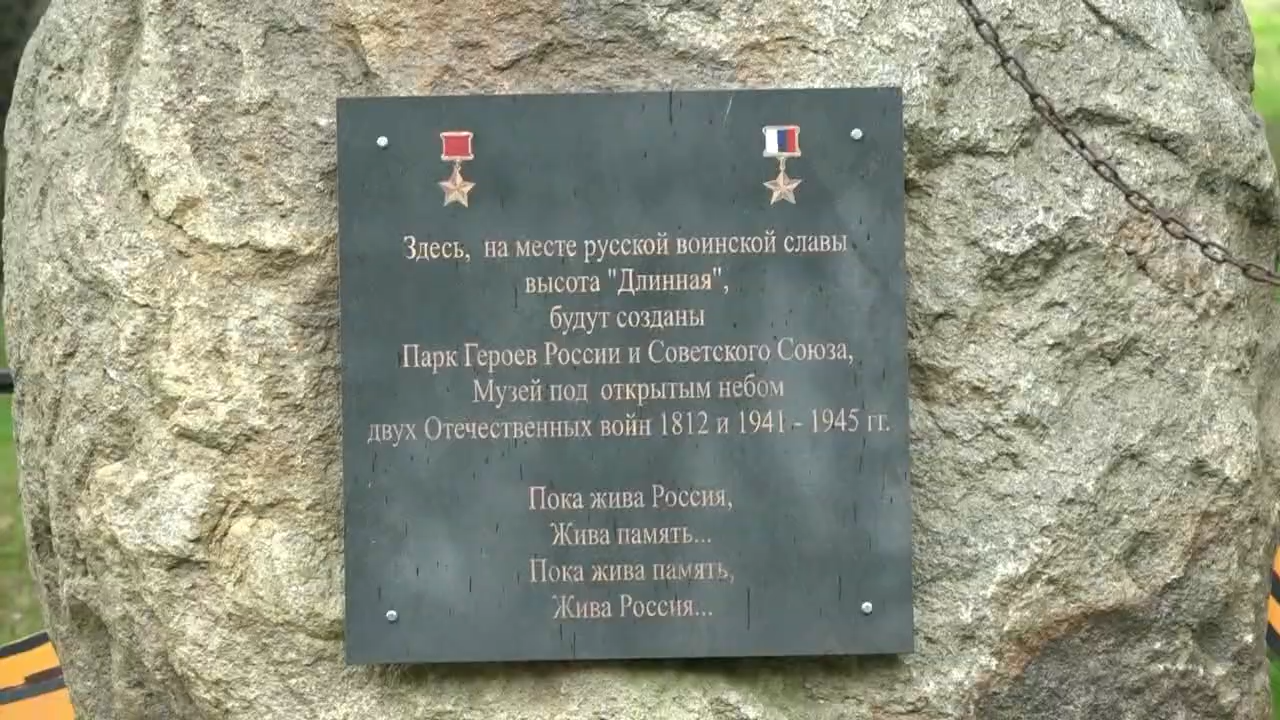 Здесь, на месте русской воинской славы
высота "Длинная",
будут созданы
Парк Героев России и Советского Союза,
Музей под открытым небом
двух Отечественных войн 1812 и 1941 - 1945 гг.
Пока жива Россия,
Жива память...
Пока жива память,
Жива Россия...